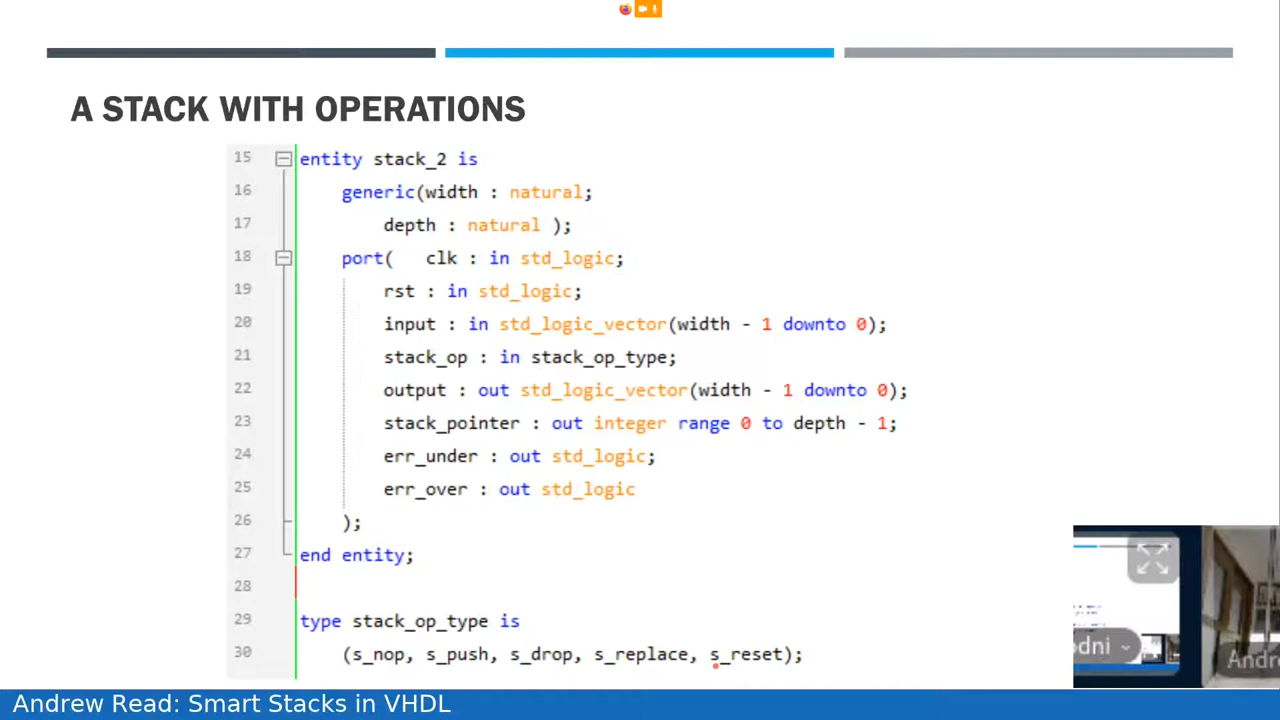 A STACK WITH OPERATIONS
15 entity stack_2 is
16 generic(width : natural;
17 depth : natural );
18 port( clk : in std_logic;
19 rst : in std_logic;
20 input : in std_logic_vector(width - 1 downto 0);
21 stack_op : in stack_op_type;
22 output : out std_logic_vector(width - 1 downto 0);
23 stack_pointer : out integer range 0 to depth - 1;
24 err_under : out std_logic;
25 err_over : out std_logic
26 );
27 end entity;
28
29 type stack_op_type is
30 (s_nop, s_push, s_drop, s_replace, s_reset);
odni
Andre
Andrew Read: Smart Stacks in VHDL